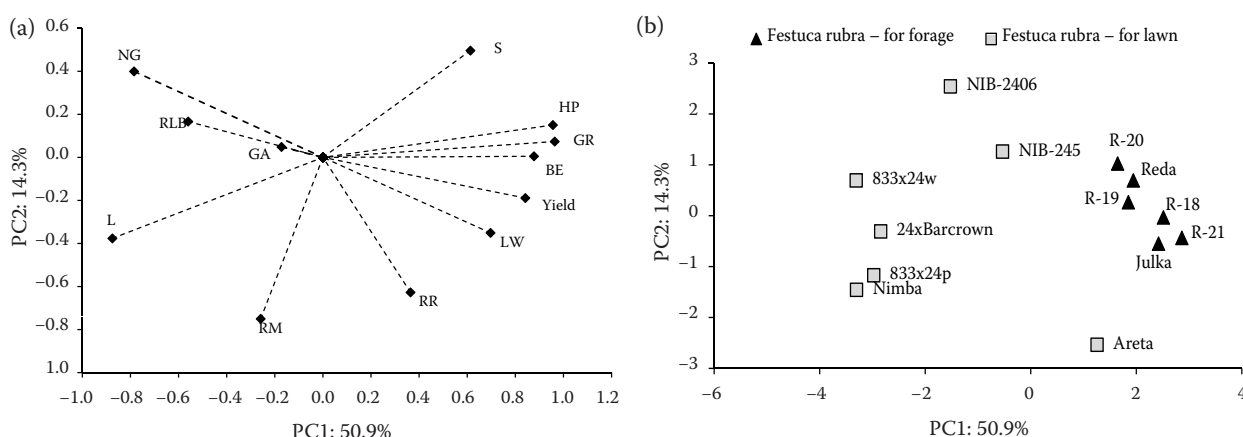 (a)
0.6
0.4
0.2
0.0
−0.2
−0.4
−0.6
−0.8
1.0
PC2: 14.3%
NG
S
HP
RLB
GR
GA
BE
Yield
L
LW
RR
RM
−1.0 −0.8 −0.6 −0.4 −0.2 0.0 0.2 0.4 0.6 0.8 1.0 1.2
PC1: 50.9%
(b)
Festuca rubra – for forage Festuca rubra – for lawn
3
2
1
0
−1
−2
−3
PC2: 14.3%
NIB-2406
NIB-245
R-20
Reda
833x24w
R-19
R-18
24xBarcrown
R-21
Julka
833x24p
Nimba
Areta
−6 −4 −2 0 2 4
PC1: 50.9%